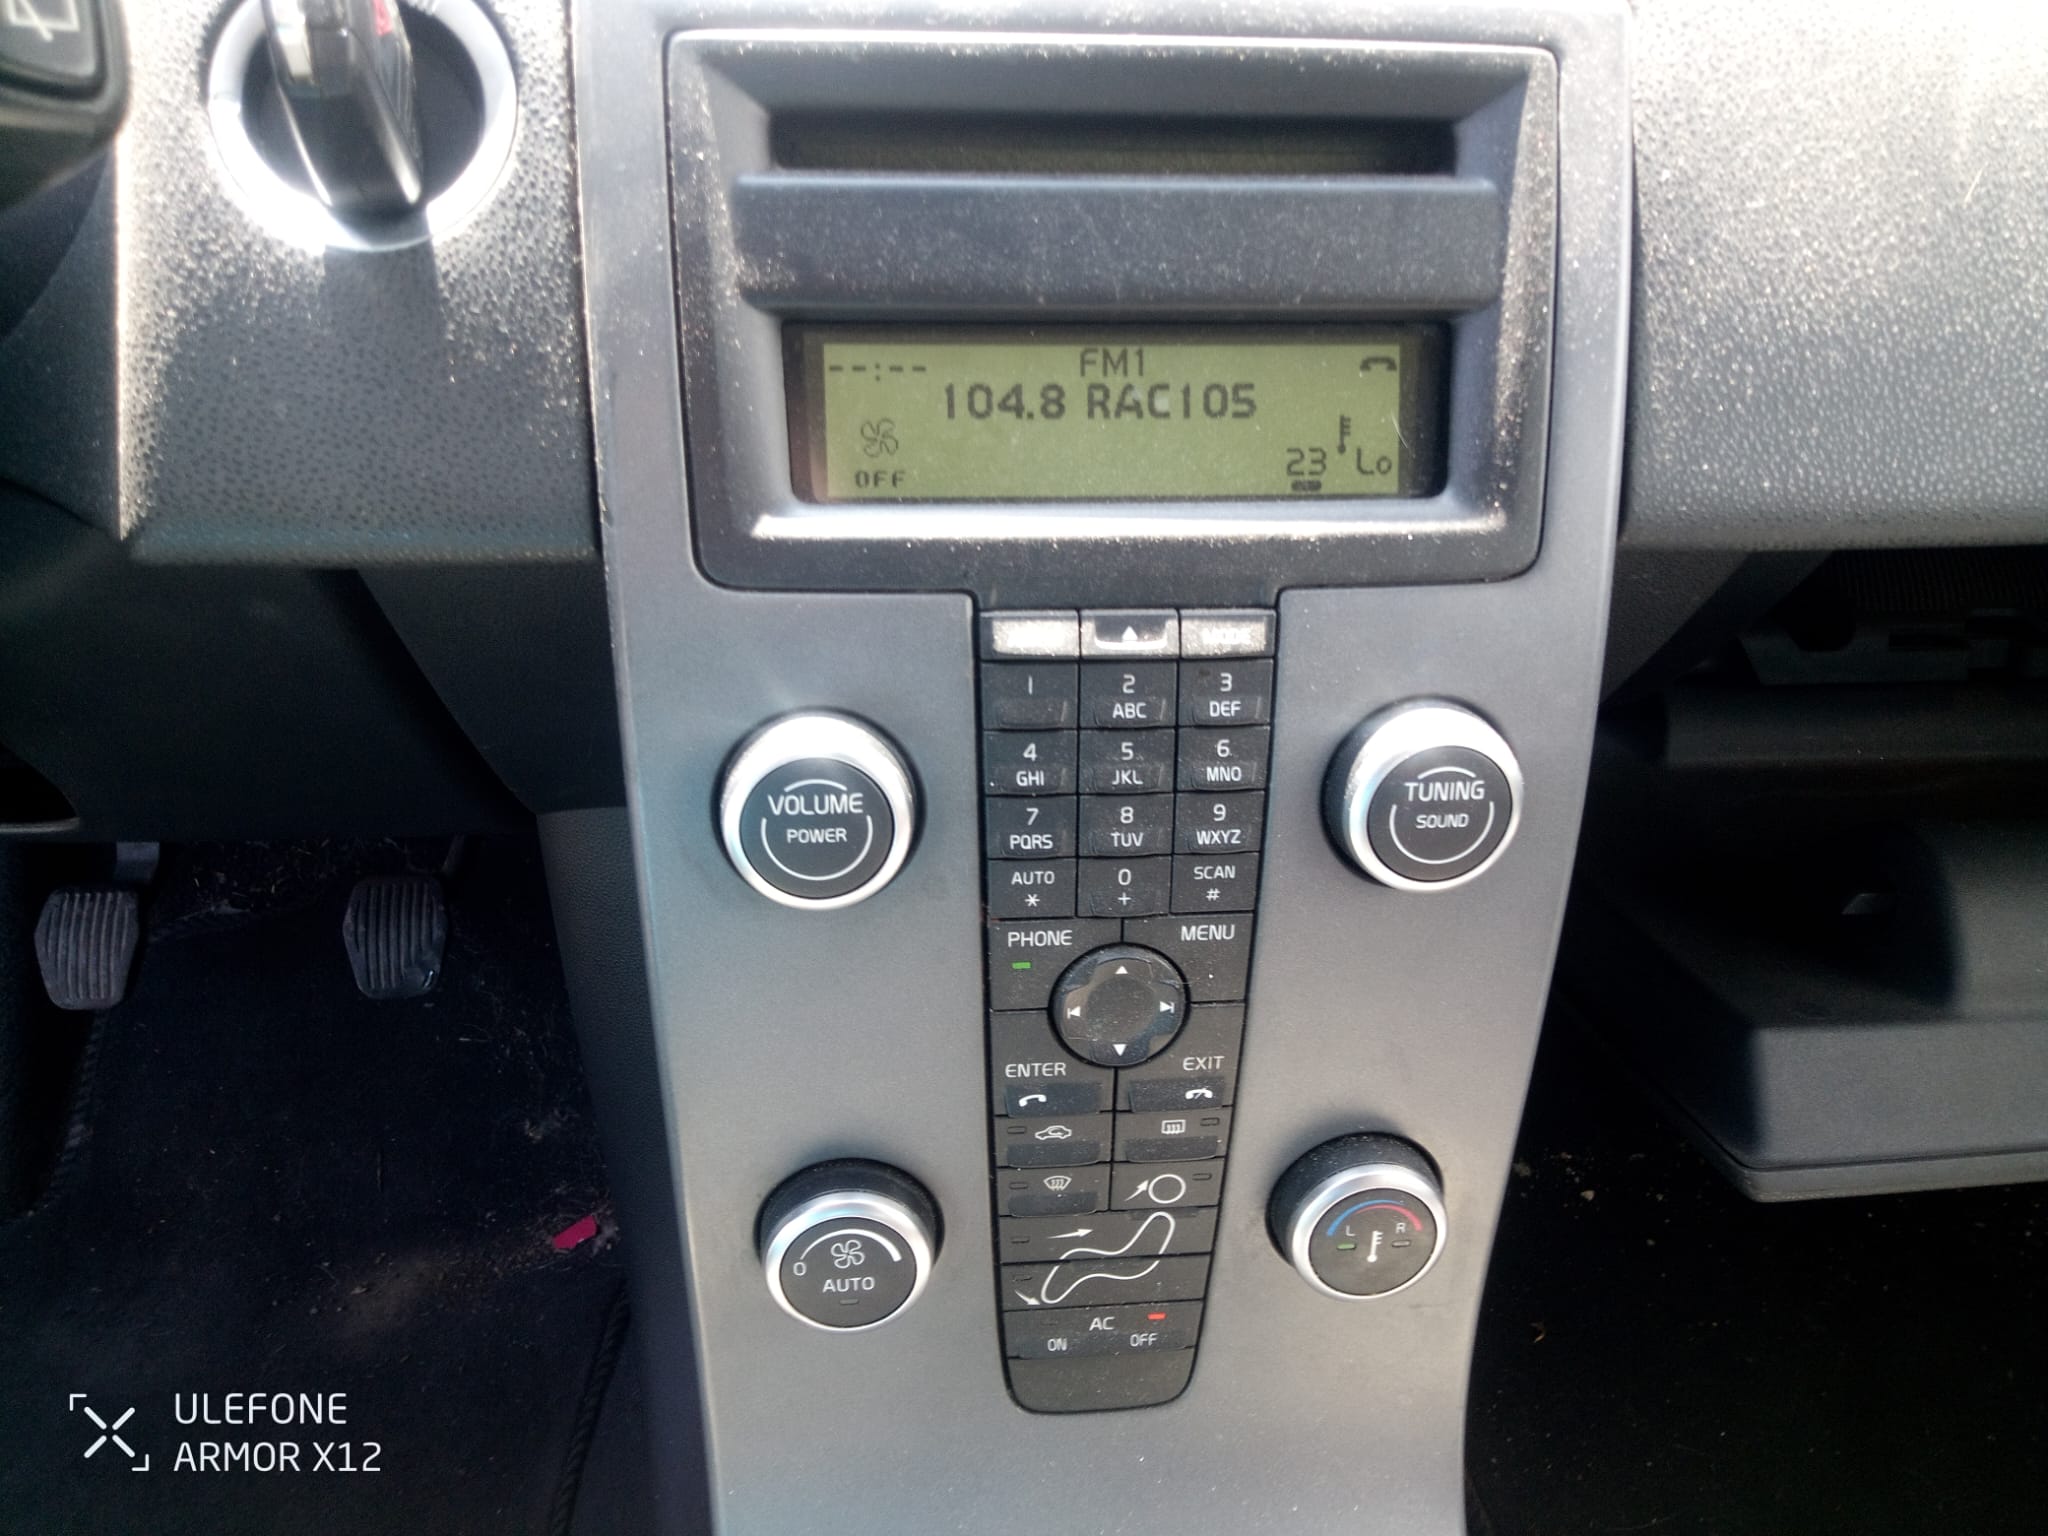 --:-- FM1
104.8 RAC105
OFF
23 Lo
MODE
1
2
ABC
3
DEF
4
GHI
5
JKL
6
MNO
7
PQRS
8
TUV
9
WXYZ
AUTO
*
0
+
SCAN
#
VOLUME
POWER
TUNING
SOUND
PHONE
MENU
ENTER
EXIT
0
AUTO
L R
AC
ON OFF
ULEFONE
ARMOR X12